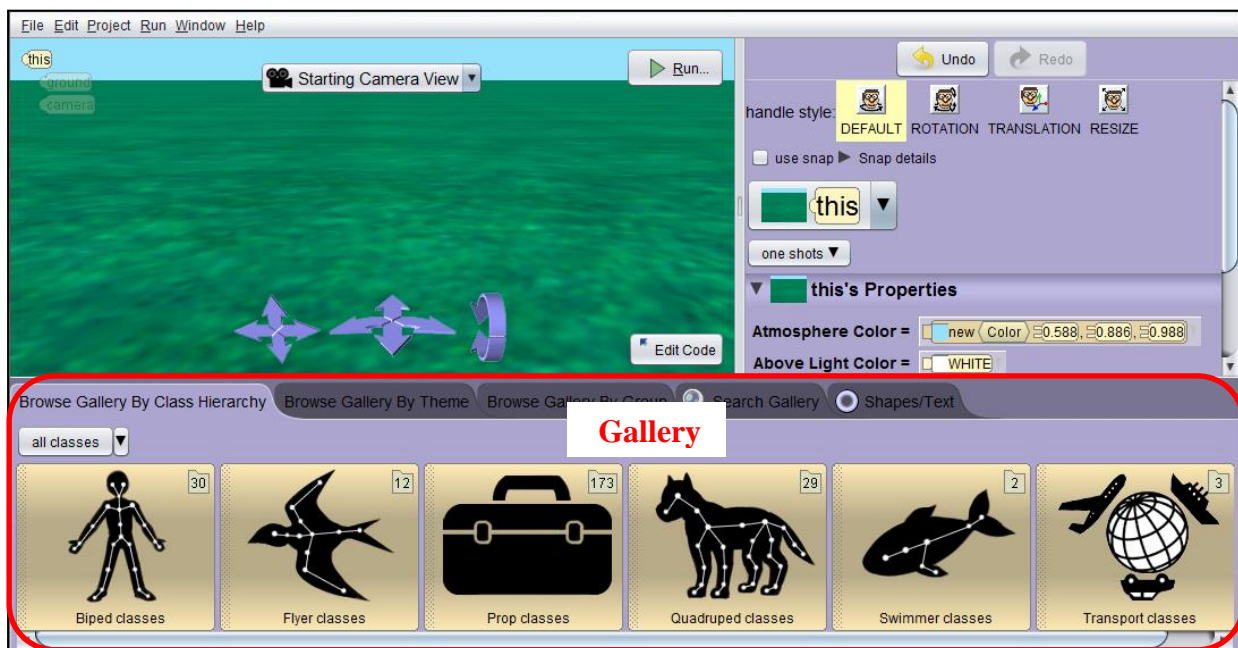 File Edit Project Run Window Help
this
ground
camera
Starting Camera View
Run...
Undo
Redo
handle style:
DEFAULT ROTATION TRANSLATION RESIZE
use snap Snap details
this
one shots
this's Properties
Atmosphere Color = new Color 0.588, 0.886, 0.988
Above Light Color = WHITE
Edit Code
Browse Gallery By Class Hierarchy Browse Gallery By Theme Browse Gallery By Group Search Gallery Shapes/Text
Gallery
all classes
30 12 173 29 2 3
Biped classes Flyer classes Prop classes Quadruped classes Swimmer classes Transport classes